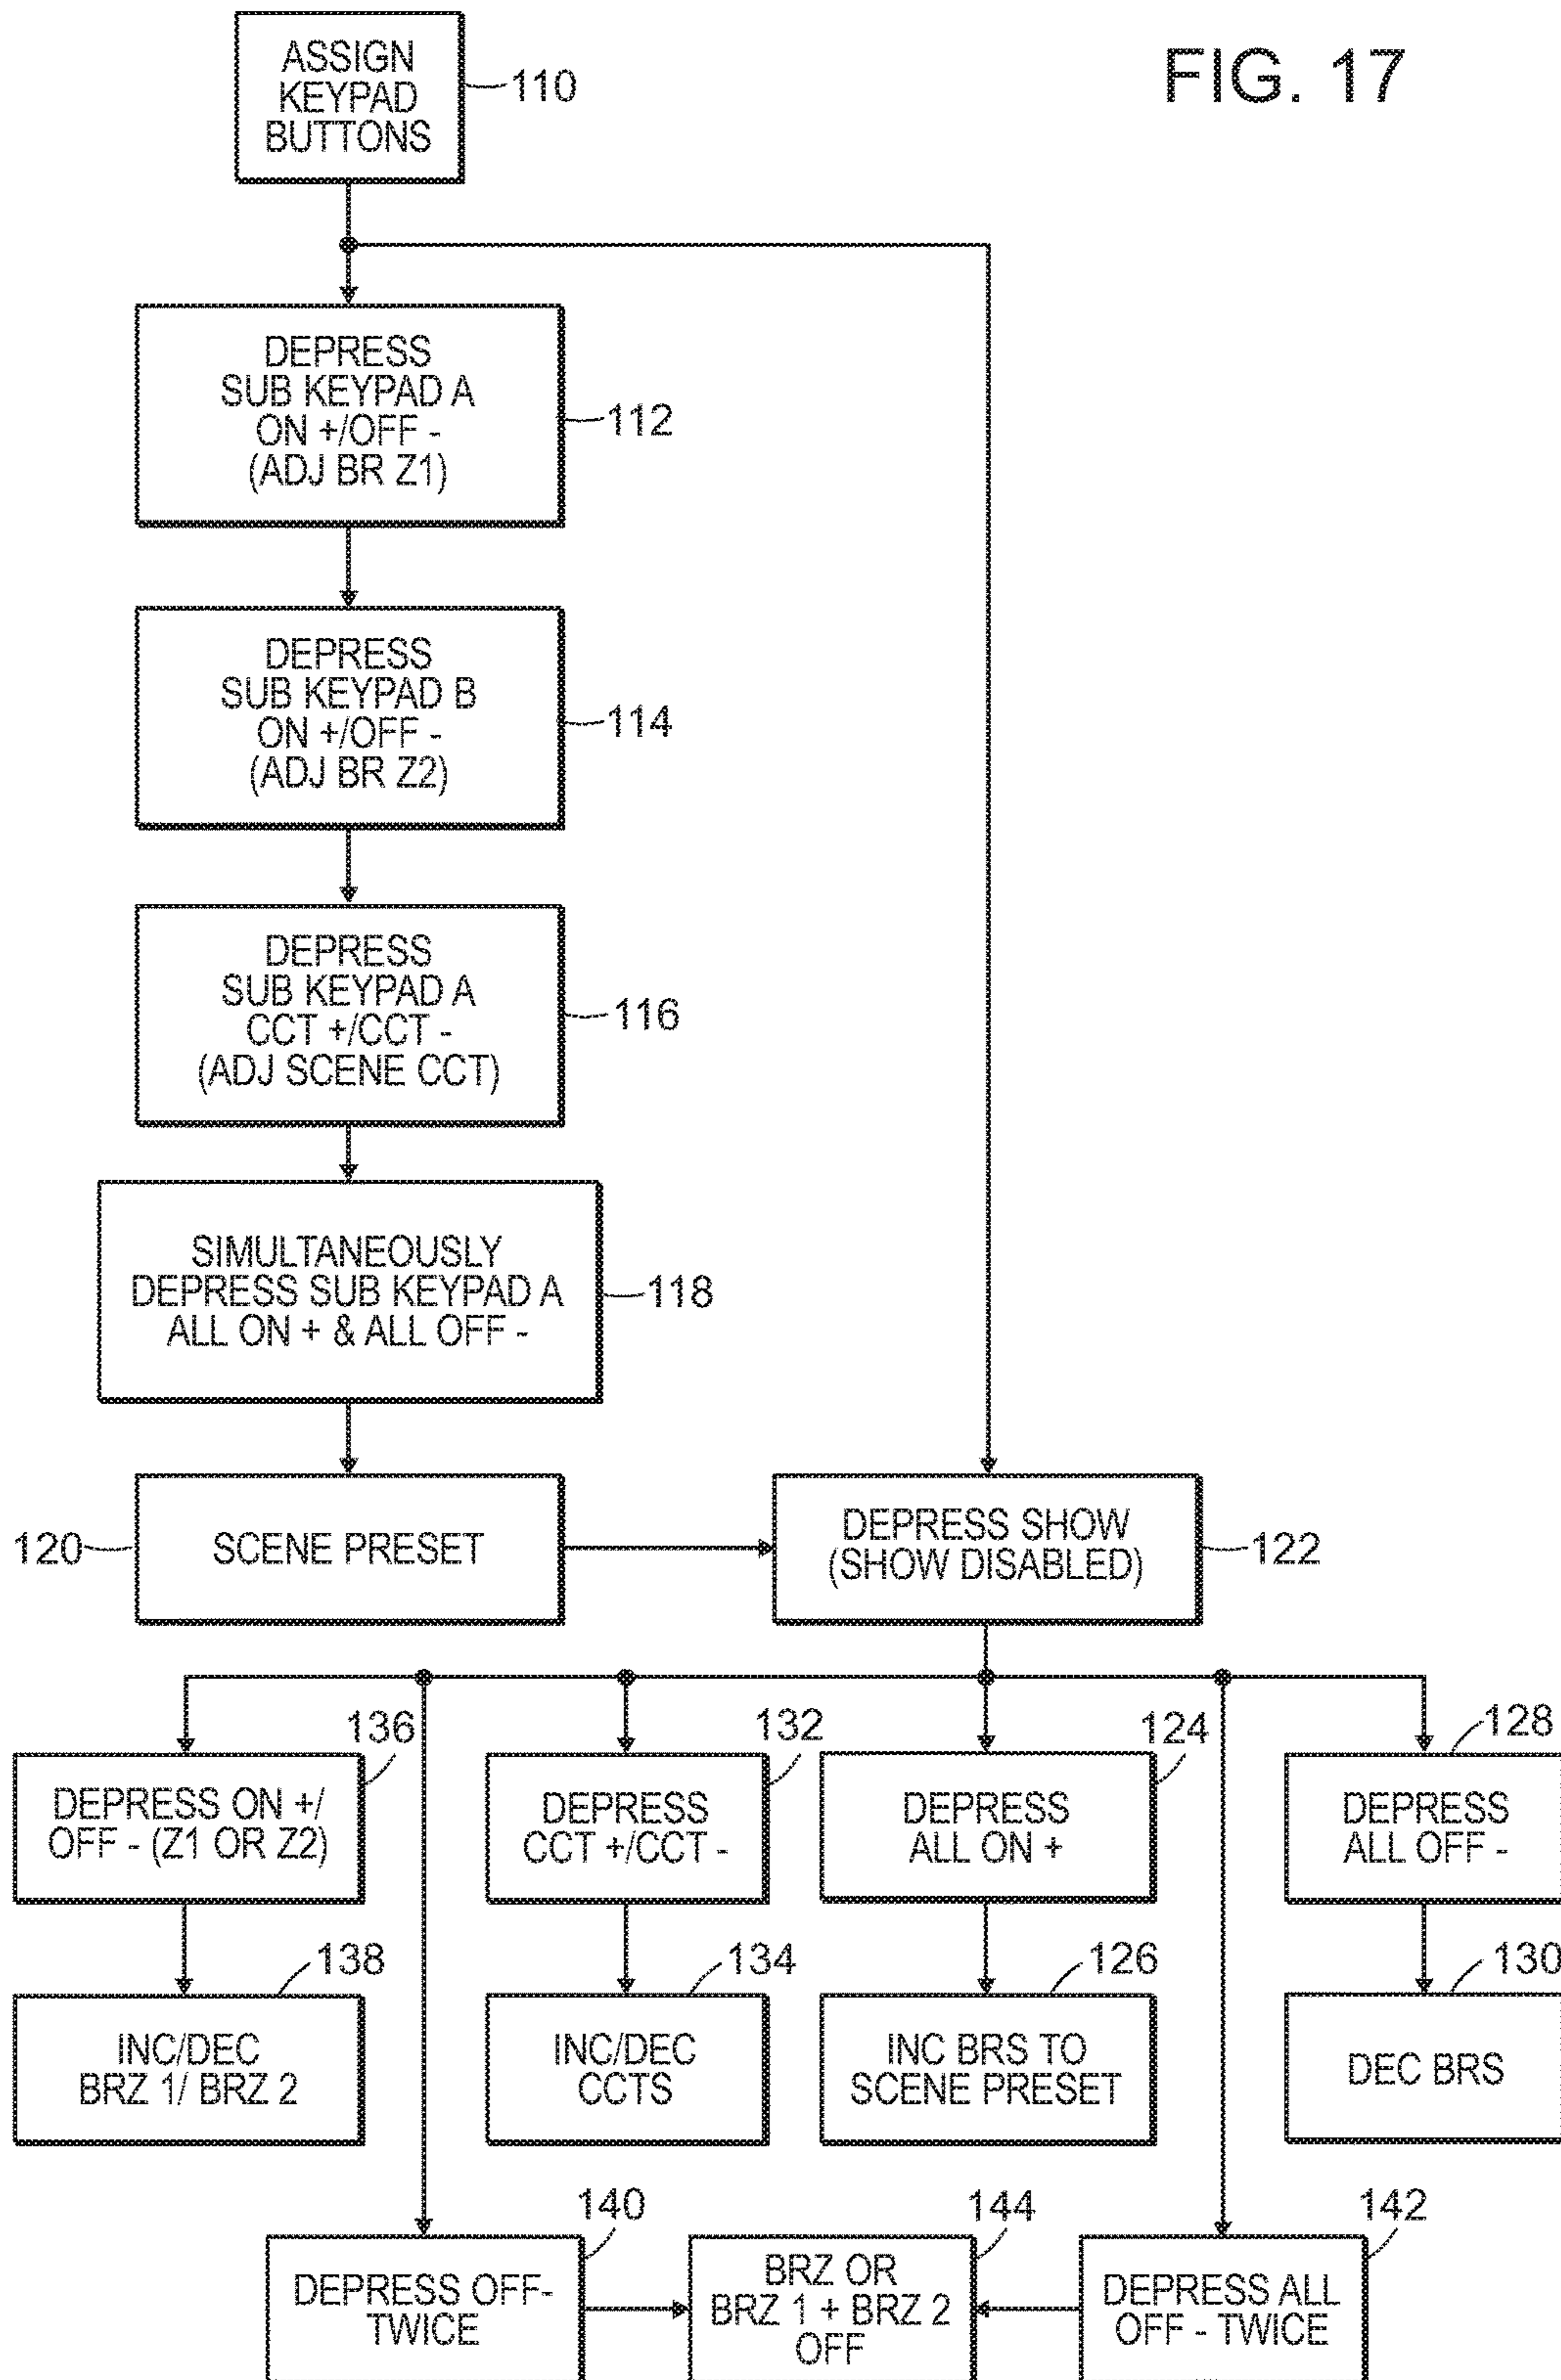 FIG. 17
ASSIGN
KEYPAD
BUTTONS
110
DEPRESS
SUB KEYPAD A
ON +/OFF -
(ADJ BR Z1)
112
DEPRESS
SUB KEYPAD B
ON +/OFF -
(ADJ BR Z2)
114
DEPRESS
SUB KEYPAD A
CCT +/CCT -
(ADJ SCENE CCT)
116
SIMULTANEOUSLY
DEPRESS SUB KEYPAD A
ALL ON + & ALL OFF -
118
120
SCENE PRESET
DEPRESS SHOW
(SHOW DISABLED)
122
136
DEPRESS ON +/
OFF - (Z1 OR Z2)
132
DEPRESS
CCT +/CCT -
124
DEPRESS
ALL ON +
128
DEPRESS
ALL OFF -
138
INC/DEC
BRZ 1/ BRZ 2
134
INC/DEC
CCTS
126
INC BRS TO
SCENE PRESET
130
DEC BRS
140
DEPRESS OFF-
TWICE
144
BRZ OR
BRZ 1 + BRZ 2
OFF
142
DEPRESS ALL
OFF - TWICE